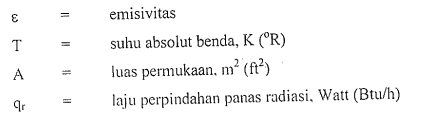 ε = emisivitas
T = suhu absolut benda, K (°R)
A = luas permukaan, m² (ft²)
qᵣ = laju perpindahan panas radiasi, Watt (Btu/h)